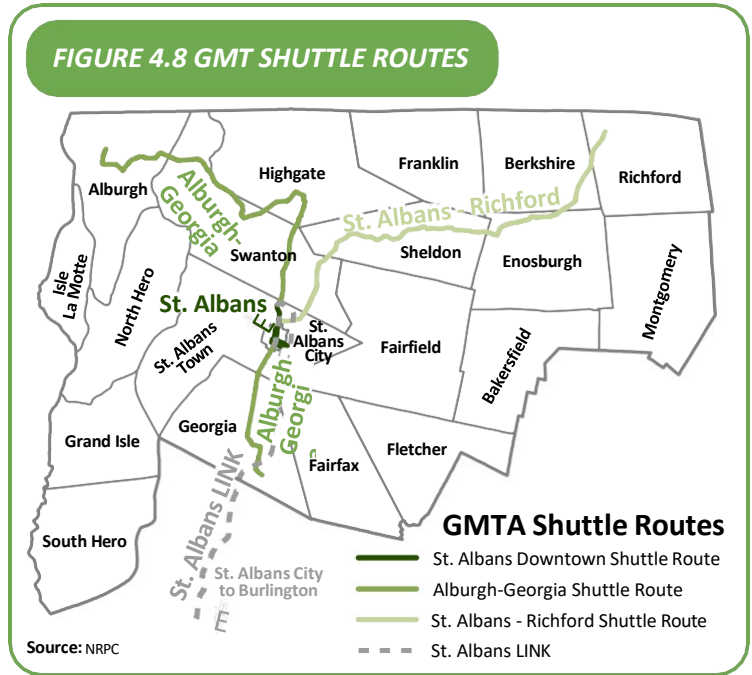 FIGURE 4.8 GMT SHUTTLE ROUTES
Alburgh
Highgate
Franklin
Berkshire
Richford
Alburgh-
Georgia
St. Albans - Richford
Isle
La Motte
North Hero
Swanton
Sheldon
Enosburgh
Montgomery
St. Albans
St. Albans
Town
St.
Albans
City
Fairfield
Bakersfield
Grand Isle
Georgia
Alburgh
Georgi
Fairfax
Fletcher
South Hero
St. Albans LINK
St. Albans City
to Burlington
GMTA Shuttle Routes
St. Albans Downtown Shuttle Route
Alburgh-Georgia Shuttle Route
St. Albans - Richford Shuttle Route
St. Albans LINK
Source: NRPC